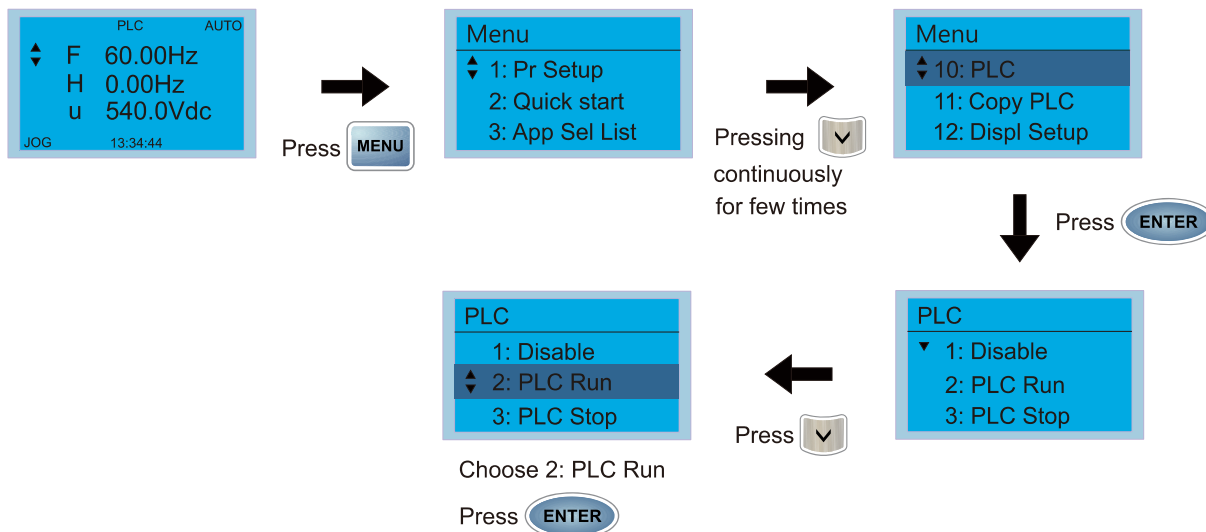 PLC AUTO
F 60.00Hz
H 0.00Hz
u 540.0Vdc
JOG 13:34:44
Press MENU
Menu
1: Pr Setup
2: Quick start
3: App Sel List
Pressing
continuously
for few times
Menu
10: PLC
11: Copy PLC
12: Displ Setup
Press ENTER
PLC
1: Disable
2: PLC Run
3: PLC Stop
Press
PLC
1: Disable
2: PLC Run
3: PLC Stop
Choose 2: PLC Run
Press ENTER